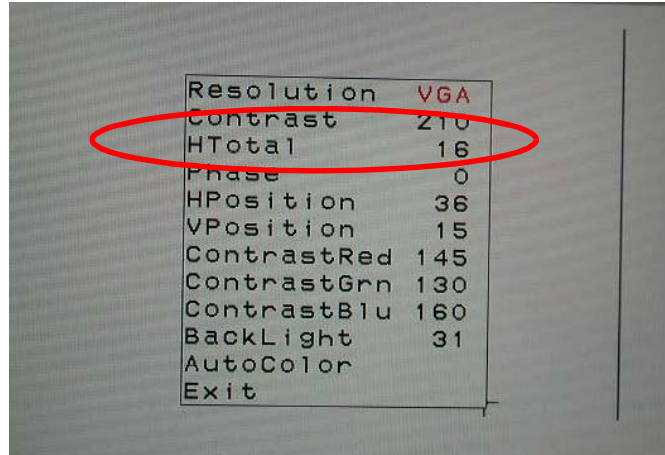 Resolution VGA
Contrast 210
HTotal 16
Phase 0
HPosition 36
VPosition 15
ContrastRed 145
ContrastGrn 130
ContrastBlu 160
BackLight 31
AutoColor
Exit